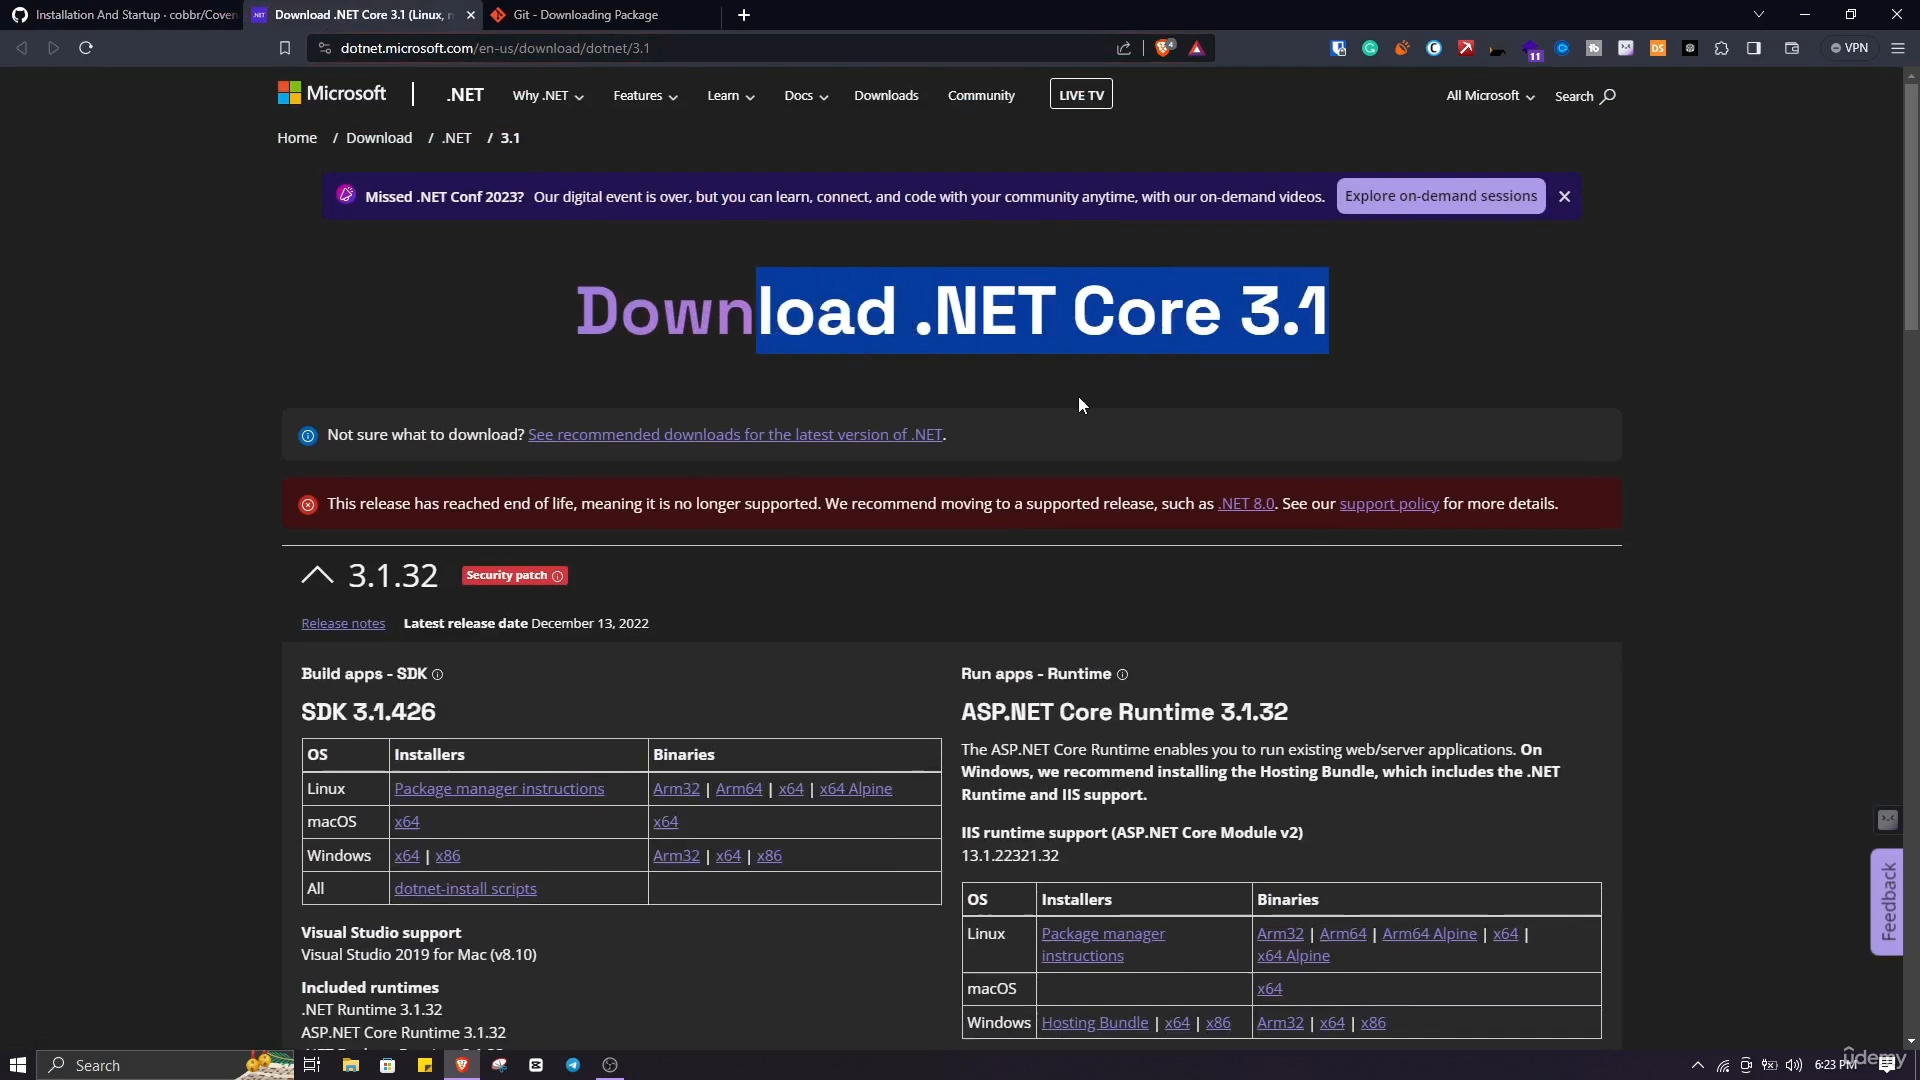 Installation And Startup · cobbr/Coven
Download .NET Core 3.1 (Linux, m
Git - Downloading Package
dotnet.microsoft.com/en-us/download/dotnet/3.1
VPN
Microsoft
.NET
Why .NET
Features
Learn
Docs
Downloads
Community
LIVE TV
All Microsoft
Search
Home / Download / .NET / 3.1
Missed .NET Conf 2023? Our digital event is over, but you can learn, connect, and code with your community anytime, with our on-demand videos.
Explore on-demand sessions
Download .NET Core 3.1
Not sure what to download? See recommended downloads for the latest version of .NET.
This release has reached end of life, meaning it is no longer supported. We recommend moving to a supported release, such as .NET 8.0. See our support policy for more details.
3.1.32
Security patch
Release notes
Latest release date December 13, 2022
Build apps - SDK
SDK 3.1.426
OS Installers Binaries
Linux Package manager instructions Arm32 | Arm64 | x64 | x64 Alpine
macOS x64 x64
Windows x64 | x86 Arm32 | x64 | x86
All dotnet-install scripts
Visual Studio support
Visual Studio 2019 for Mac (v8.10)
Included runtimes
.NET Runtime 3.1.32
ASP.NET Core Runtime 3.1.32
Run apps - Runtime
ASP.NET Core Runtime 3.1.32
The ASP.NET Core Runtime enables you to run existing web/server applications. On
Windows, we recommend installing the Hosting Bundle, which includes the .NET
Runtime and IIS support.
IIS runtime support (ASP.NET Core Module v2)
13.1.22321.32
OS Installers Binaries
Linux Package manager Arm32 | Arm64 | Arm64 Alpine | x64 |
instructions x64 Alpine
macOS x64
Windows Hosting Bundle | x64 | x86 Arm32 | x64 | x86
Feedback
Search
6:23 PM
udemy